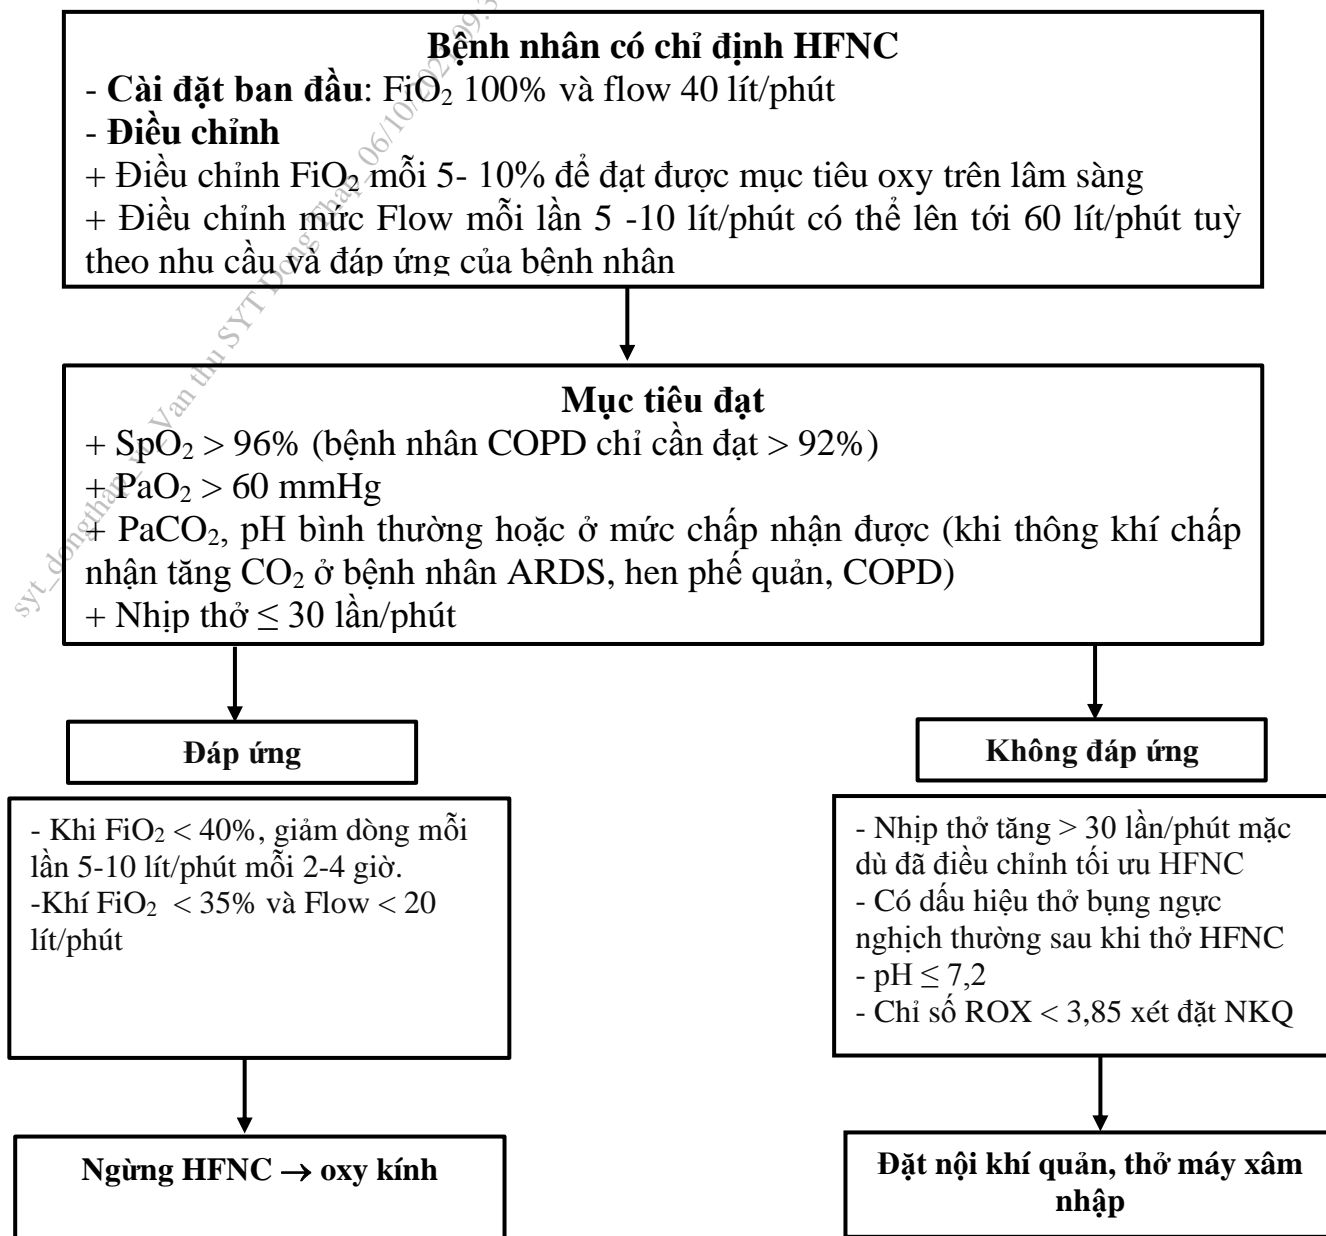 Bệnh nhân có chỉ định HFNC
- Cài đặt ban đầu: FiO₂ 100% và flow 40 lít/phút
- Điều chỉnh
+ Điều chỉnh FiO₂ mỗi 5- 10% để đạt được mục tiêu oxy trên lâm sàng
+ Điều chỉnh mức Flow mỗi lần 5 -10 lít/phút có thể lên tới 60 lít/phút tuỳ
theo nhu cầu và đáp ứng của bệnh nhân
Mục tiêu đạt
+ SpO₂ > 96% (bệnh nhân COPD chỉ cần đạt > 92%)
+ PaO₂ > 60 mmHg
+ PaCO₂, pH bình thường hoặc ở mức chấp nhận được (khi thông khí chấp
nhận tăng CO₂ ở bệnh nhân ARDS, hen phế quản, COPD)
+ Nhịp thở ≤ 30 lần/phút
Đáp ứng
- Khi FiO₂ < 40%, giảm dòng mỗi
lần 5-10 lít/phút mỗi 2-4 giờ.
-Khí FiO₂ < 35% và Flow < 20
lít/phút
Ngừng HFNC → oxy kính
Không đáp ứng
- Nhịp thở tăng > 30 lần/phút mặc
dù đã điều chỉnh tối ưu HFNC
- Có dấu hiệu thở bụng ngực
nghịch thường sau khi thở HFNC
- pH ≤ 7,2
- Chỉ số ROX < 3,85 xét đặt NKQ
Đặt nội khí quản, thở máy xâm
nhập